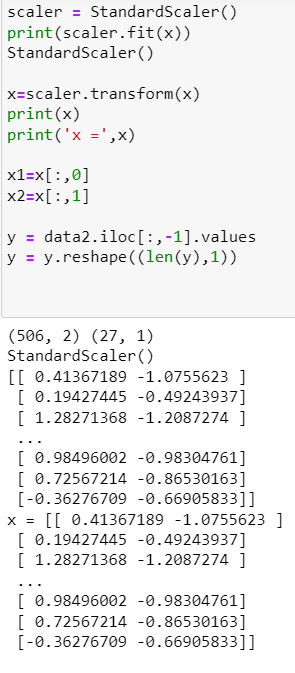 scaler = StandardScaler()
print(scaler.fit(x))
StandardScaler()
x=scaler.transform(x)
print(x)
print('x =',x)
x1=x[:,0]
x2=x[:,1]
y = data2.iloc[:,-1].values
y = y.reshape((len(y),1))
(506, 2) (27, 1)
StandardScaler()
[[ 0.41367189 -1.0755623 ]
[ 0.19427445 -0.49243937]
[ 1.28271368 -1.2087274 ]
...
[ 0.98496002 -0.98304761]
[ 0.72567214 -0.86530163]
[-0.36276709 -0.66905833]]
x = [[ 0.41367189 -1.0755623 ]
[ 0.19427445 -0.49243937]
[ 1.28271368 -1.2087274 ]
...
[ 0.98496002 -0.98304761]
[ 0.72567214 -0.86530163]
[-0.36276709 -0.66905833]]